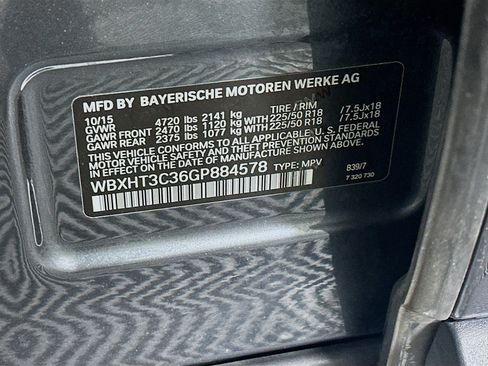 MFD BY BAYERISCHE MOTOREN WERKE AG
10/15 TIRE / RIM
GVWR 4720 lbs 2141 kg
GAWR FRONT 2470 lbs 1120 kg WITH 225/50 R18 /7.5Jx18
GAWR REAR 2375 lbs 1077 kg WITH 225/50 R18 /7.5Jx18
THIS VEHICLE CONFORMS TO ALL APPLICABLE U. S. FEDERAL
MOTOR VEHICLE SAFETY AND THEFT PREVENTION STANDARDS
IN EFFECT ON THE DATE OF MANUFACTURE SHOWN ABOVE.
WBXHT3C36GP884578 TYPE: MPV
B39/7
7 320 730